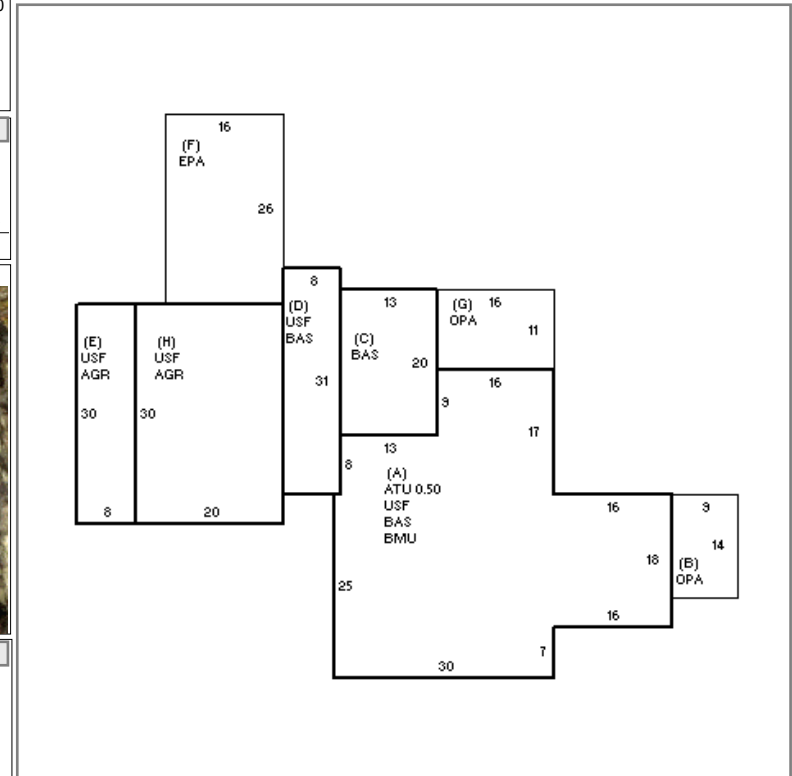 16
(F)
EPA
26
8
(D)
USF
BAS
31
13
(C)
BAS
20
(G) 16
OPA
11
(E)
USF
AGR
30
8
(H)
USF
AGR
30
20
16
9
17
13
8
(A)
ATU 0.50
USF
BAS
BMU
16
9
14
18
(B)
OPA
25
16
7
30